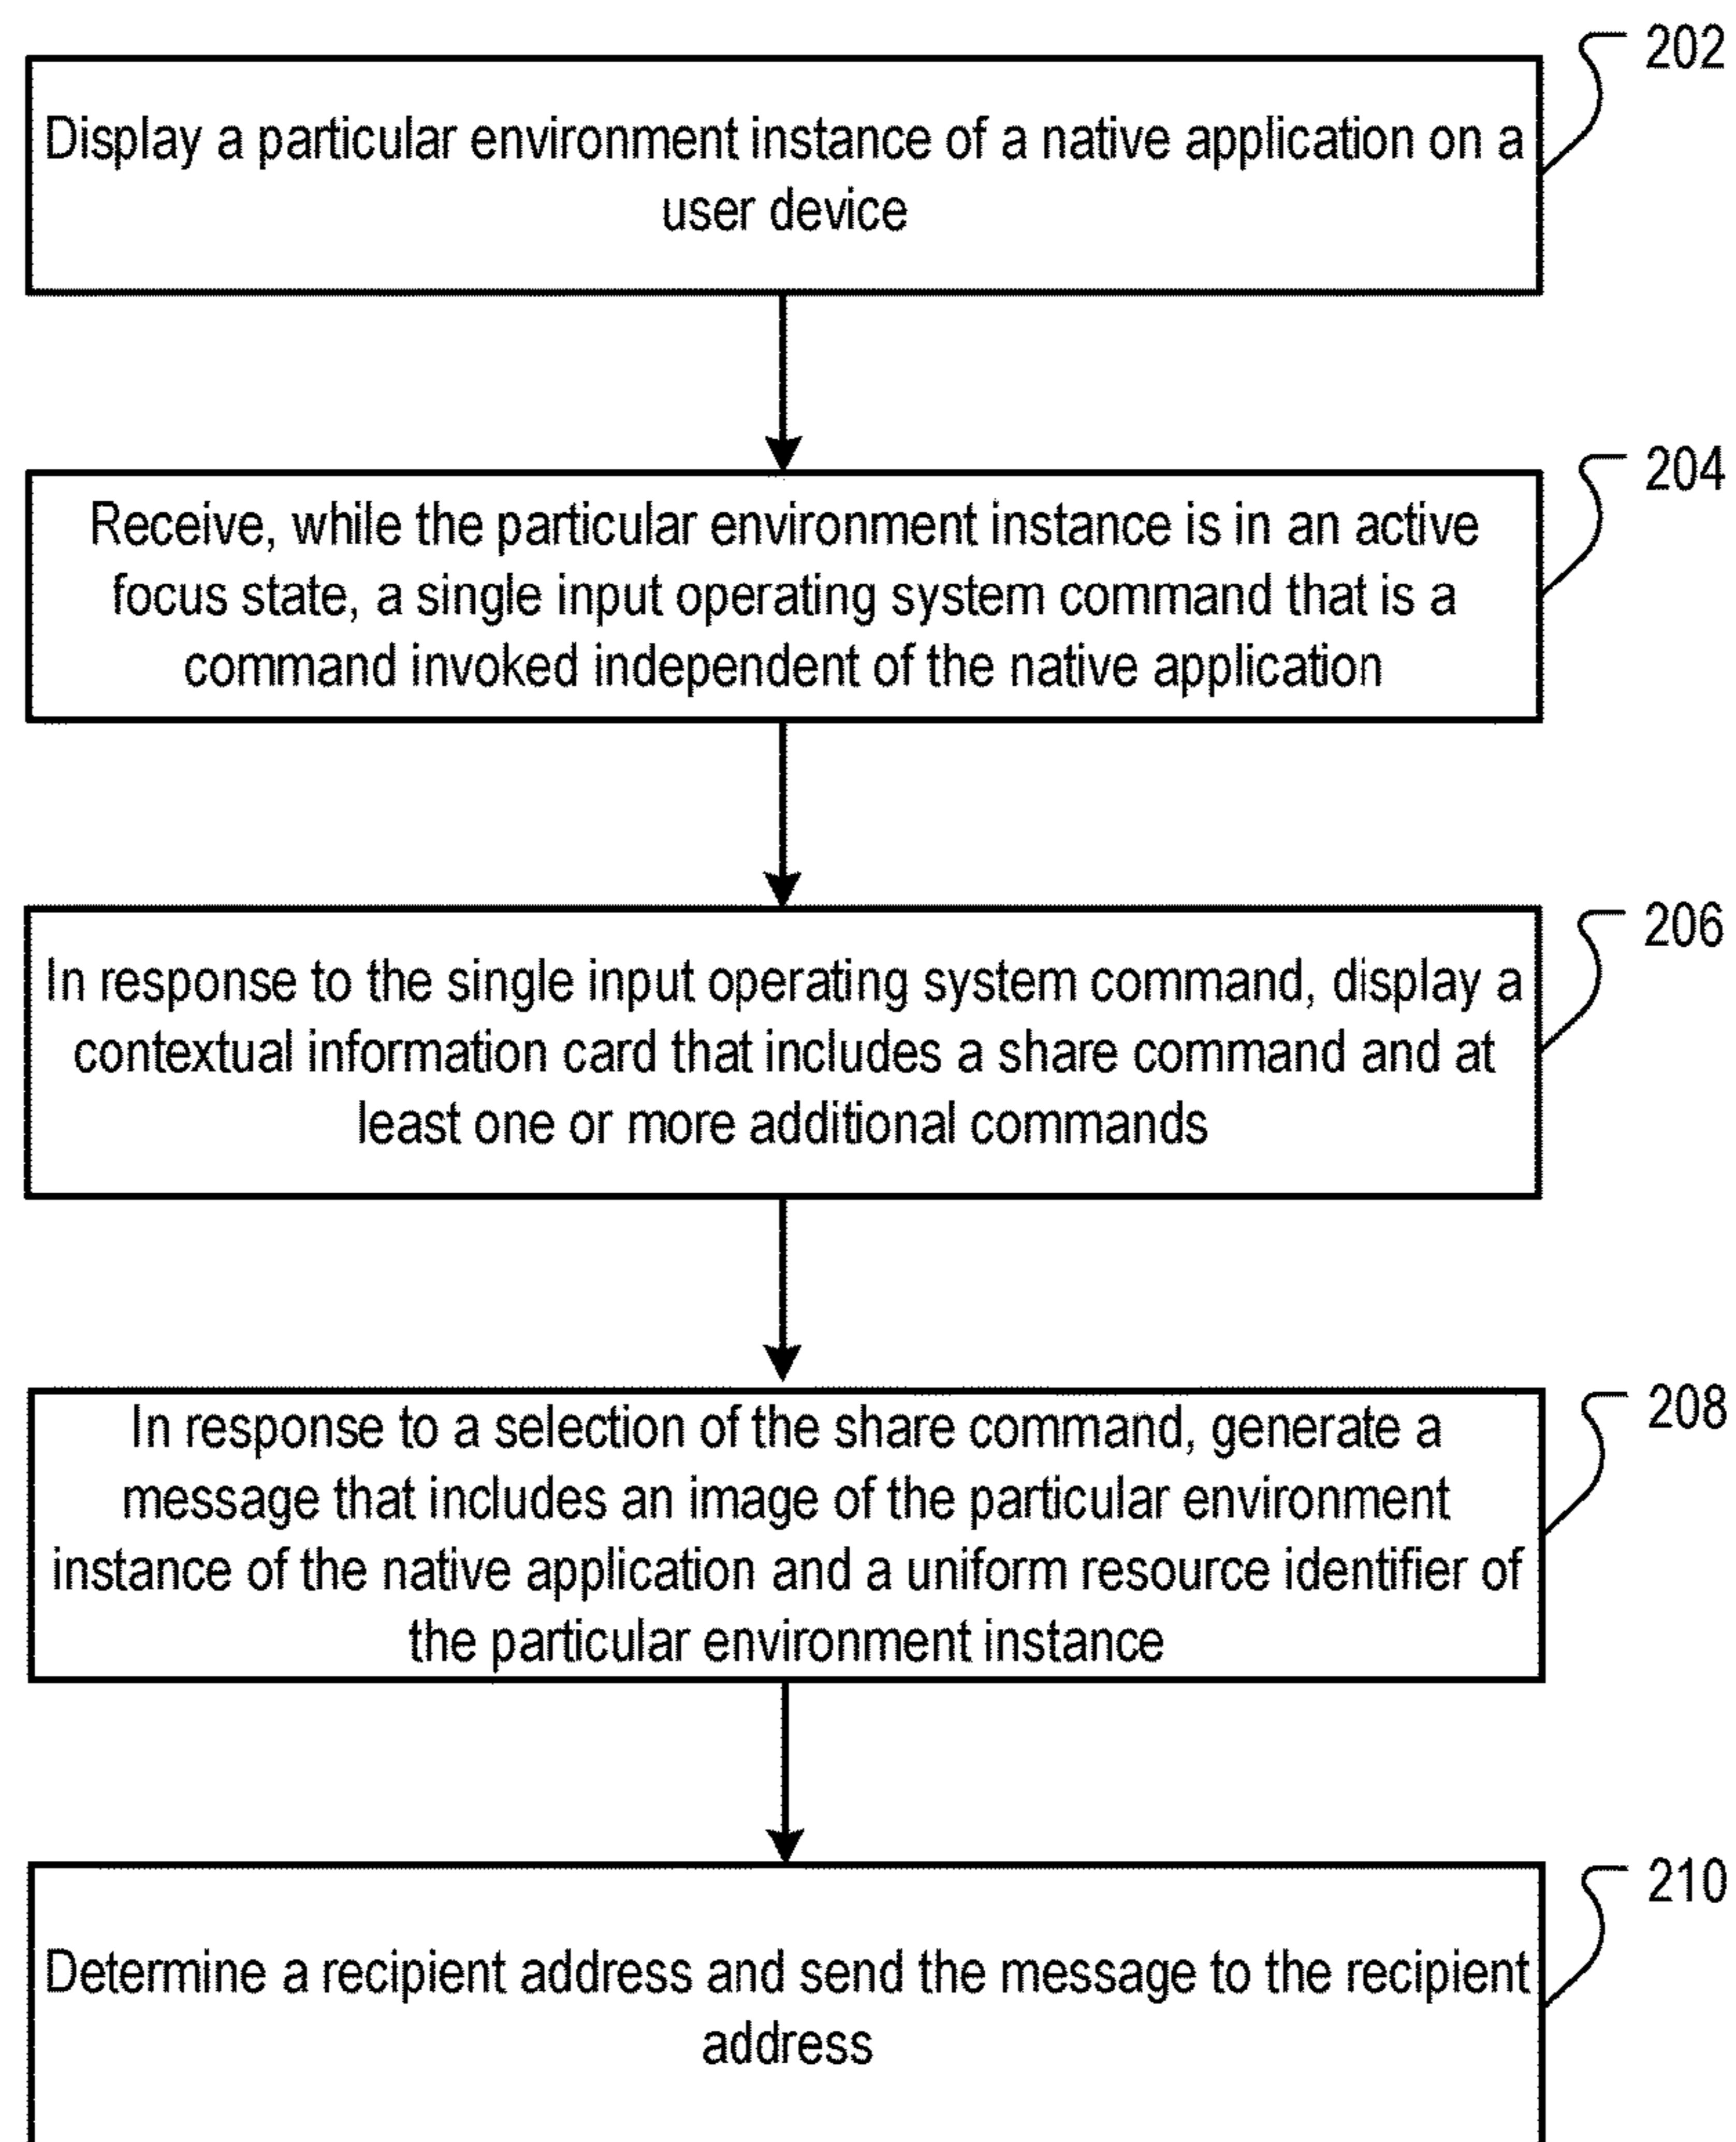 202
Display a particular environment instance of a native application on a
user device
204
Receive, while the particular environment instance is in an active
focus state, a single input operating system command that is a
command invoked independent of the native application
206
In response to the single input operating system command, display a
contextual information card that includes a share command and at
least one or more additional commands
208
In response to a selection of the share command, generate a
message that includes an image of the particular environment
instance of the native application and a uniform resource identifier of
the particular environment instance
210
Determine a recipient address and send the message to the recipient
address